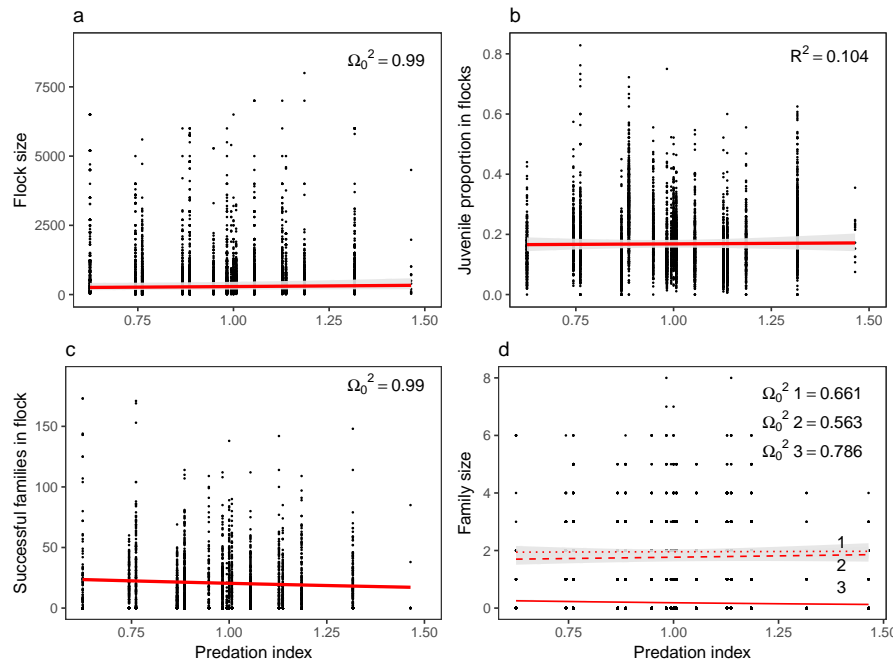 a
Ω₀² = 0.99
Flock size
7500
5000
2500
0
0.75 1.00 1.25 1.50
b
R² = 0.104
Juvenile proportion in flocks
0.8
0.6
0.4
0.2
0.0
0.75 1.00 1.25 1.50
c
Ω₀² = 0.99
Successful families in flock
150
100
50
0
0.75 1.00 1.25 1.50
Predation index
d
Ω₀² 1 = 0.661
Ω₀² 2 = 0.563
Ω₀² 3 = 0.786
Family size
8
6
4
2
0
1
2
3
0.75 1.00 1.25 1.50
Predation index